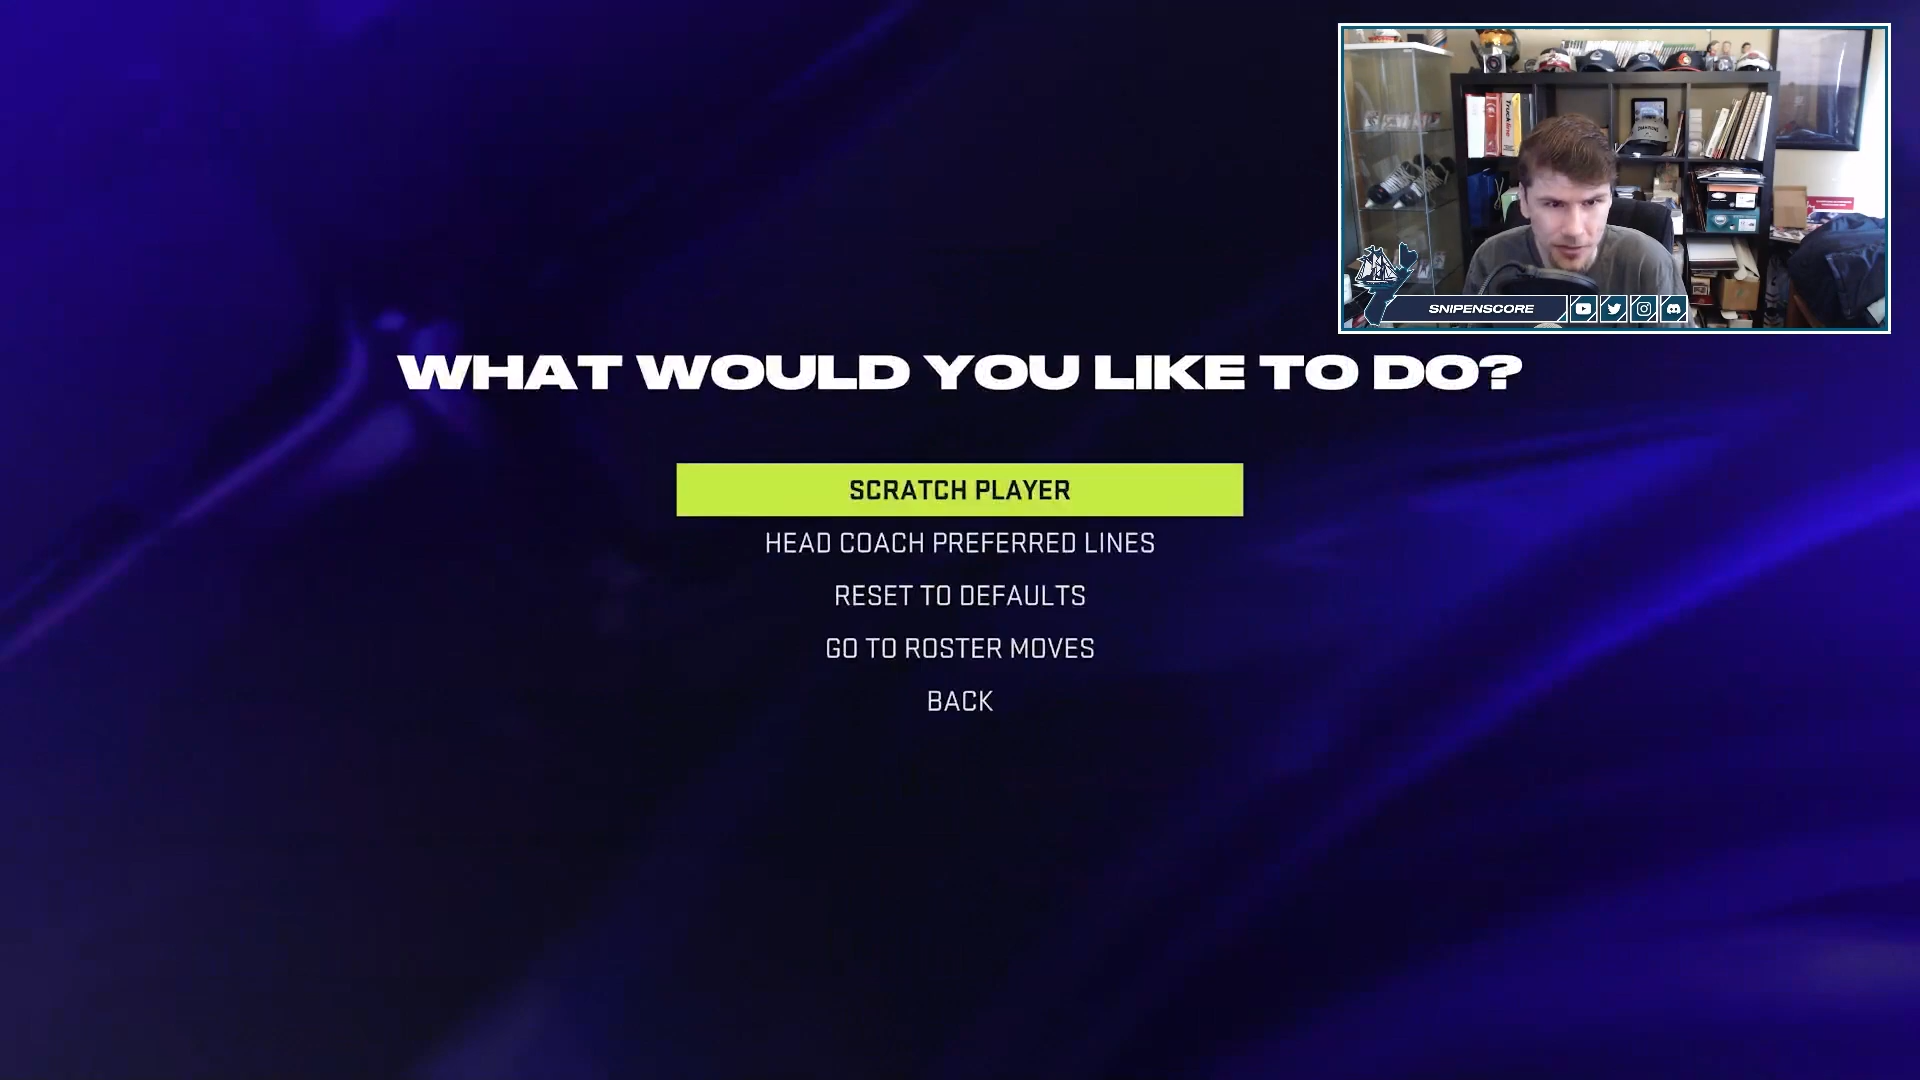 SNIPENSCORE
WHAT WOULD YOU LIKE TO DO?
SCRATCH PLAYER
HEAD COACH PREFERRED LINES
RESET TO DEFAULTS
GO TO ROSTER MOVES
BACK